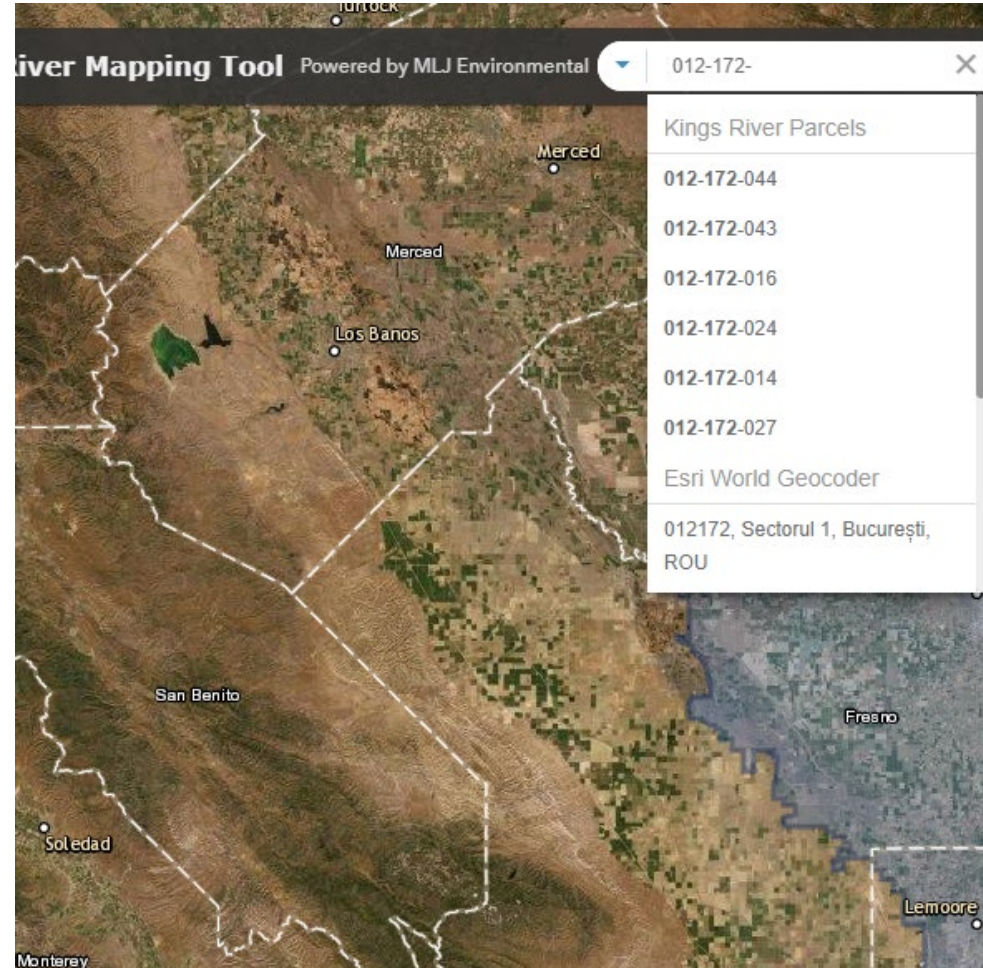 Turlock
iver Mapping Tool Powered by MLJ Environmental
012-172-
Kings River Parcels
012-172-044
012-172-043
012-172-016
012-172-024
012-172-014
012-172-027
Esri World Geocoder
012172, Sectorul 1, București,
ROU
Merced
Merced
Los Banos
San Benito
Fresno
Soledad
Lemoore
Monterey